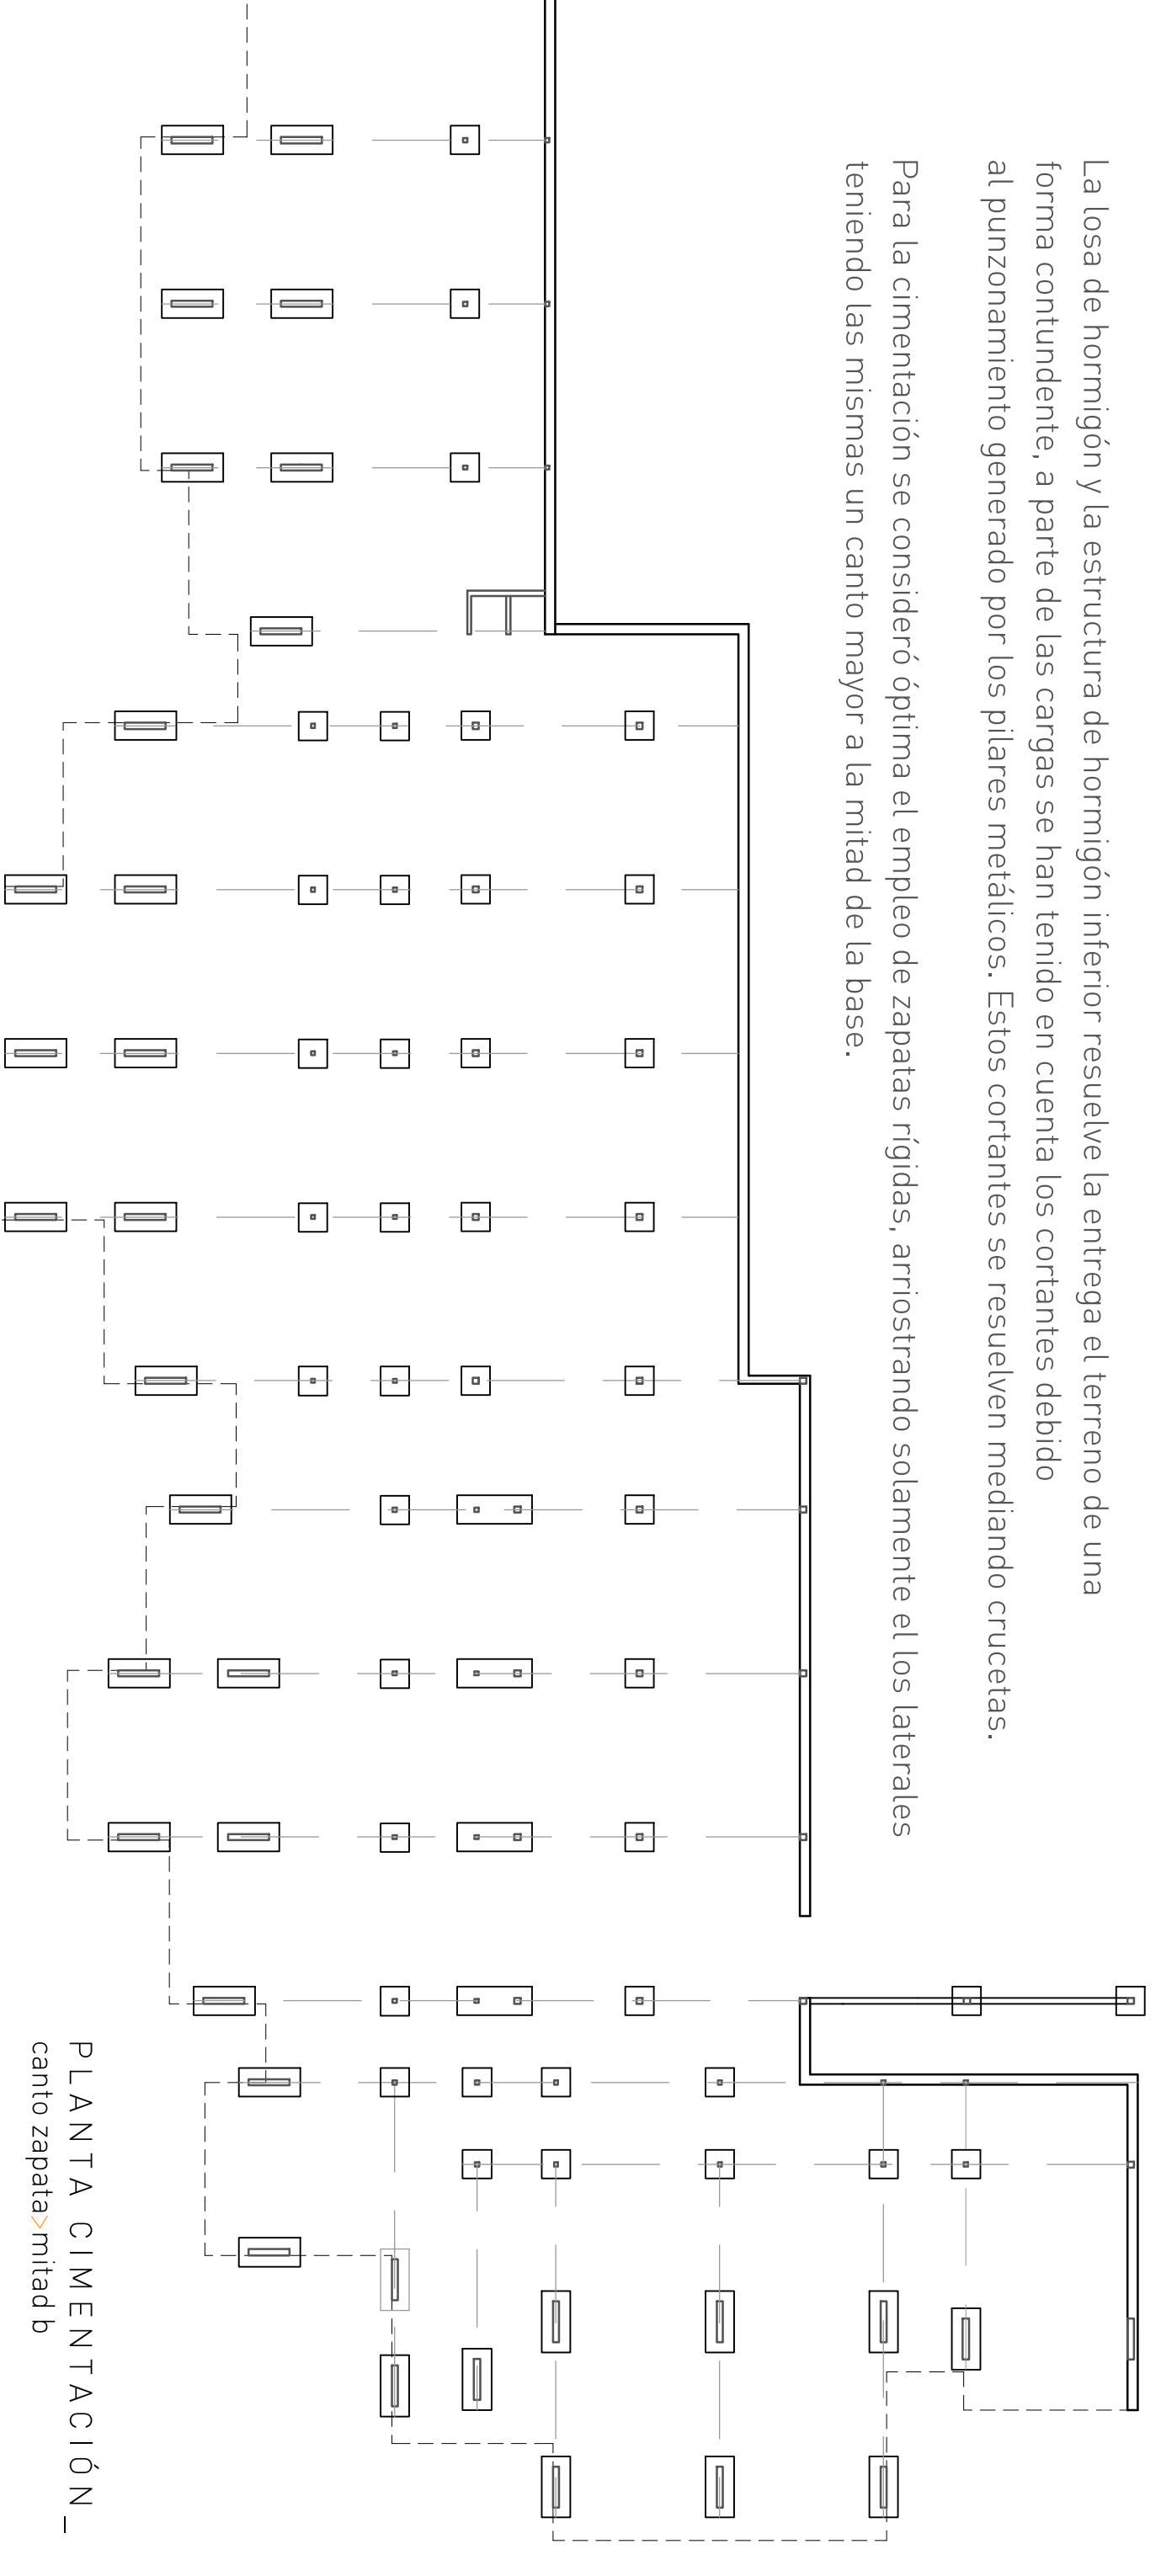 La losa de hormigón y la estructura de hormigón inferior resuelve la entrega el terreno de una
forma contundente, a parte de las cargas se han tenido en cuenta los cortantes debido
al punzonamiento generado por los pilares metálicos. Estos cortantes se resuelven mediando crucetas.
Para la cimentación se consideró óptima el empleo de zapatas rígidas, arriostrando solamente el los laterales
teniendo las mismas un canto mayor a la mitad de la base.
PLANTA CIMENTACIÓN_
canto zapata>mitad b